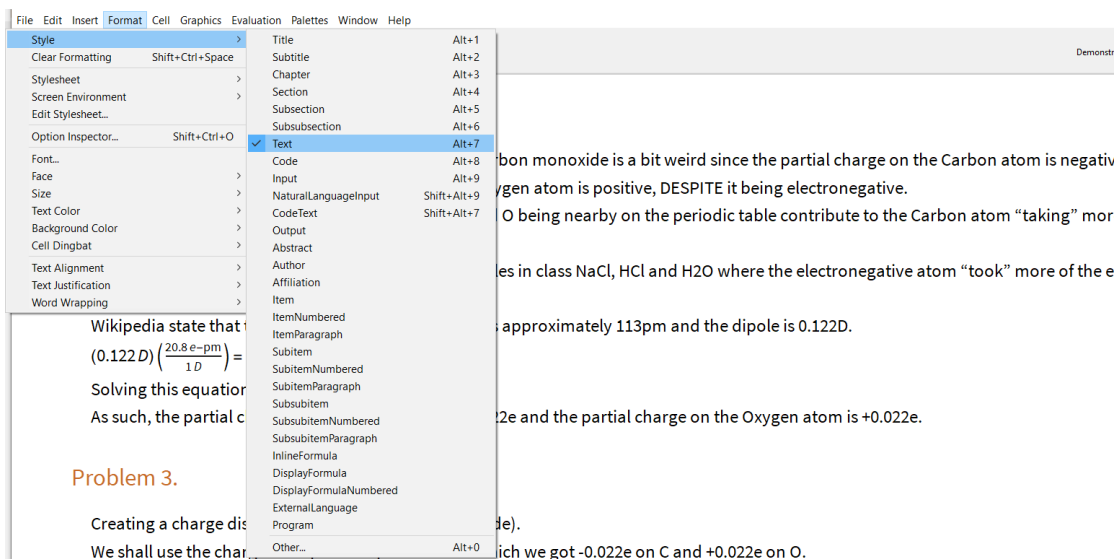 File Edit Insert Format Cell Graphics Evaluation Palettes Window Help
Style >
Clear Formatting Shift+Ctrl+Space
Stylesheet >
Screen Environment >
Edit Stylesheet...
Option Inspector... Shift+Ctrl+O
Font...
Face >
Size >
Text Color >
Background Color >
Cell Dingbat >
Text Alignment >
Text Justification >
Word Wrapping >
Title Alt+1
Subtitle Alt+2
Chapter Alt+3
Section Alt+4
Subsection Alt+5
Subsubsection Alt+6
✓ Text Alt+7
Code Alt+8
Input Alt+9
NaturalLanguageInput Shift+Alt+9
CodeText Shift+Alt+7
Output
Abstract
Author
Affiliation
Item
ItemNumbered
ItemParagraph
Subitem
SubitemNumbered
SubitemParagraph
Subsubitem
SubsubitemNumbered
SubsubitemParagraph
InlineFormula
DisplayFormula
DisplayFormulaNumbered
ExternalLanguage
Program
Other... Alt+0
Demonstr
rbon monoxide is a bit weird since the partial charge on the Carbon atom is negativ
ygen atom is positive, DESPITE it being electronegative.
O being nearby on the periodic table contribute to the Carbon atom “taking” mor
les in class NaCl, HCl and H2O where the electronegative atom “took” more of the e
Wikipedia state that approximately 113pm and the dipole is 0.122D.
(0.122 D) (20.8 e-pm / 1 D) =
Solving this equation
As such, the partial c 22e and the partial charge on the Oxygen atom is +0.022e.
Problem 3.
Creating a charge dis de).
We shall use the char ich we got -0.022e on C and +0.022e on O.